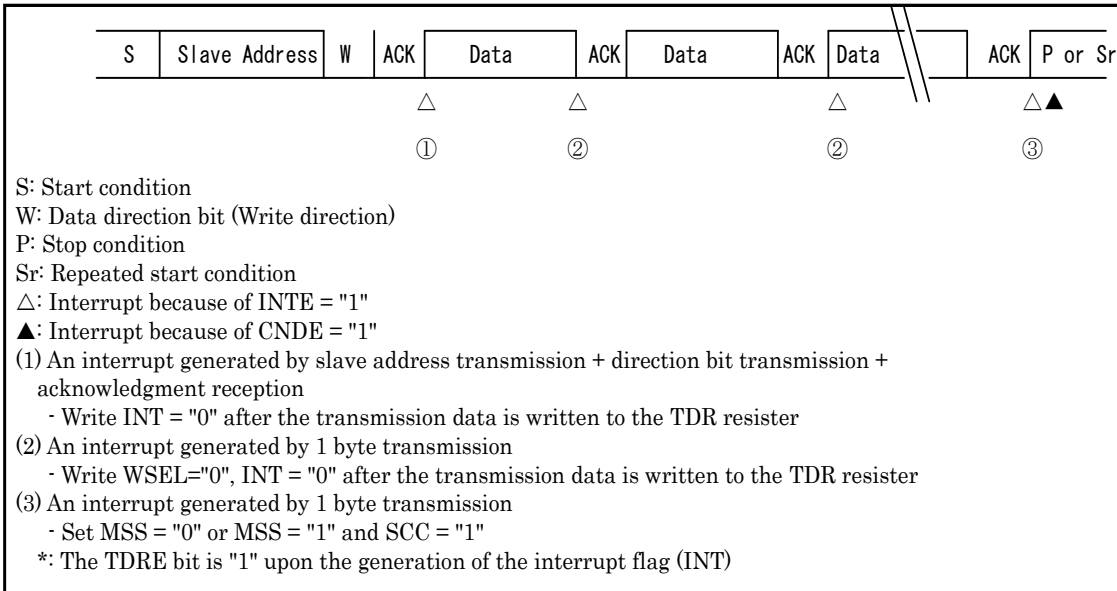 S Slave Address W ACK Data ACK Data ACK Data ACK P or Sr
△ △ △ △▲
① ② ② ③
S: Start condition
W: Data direction bit (Write direction)
P: Stop condition
Sr: Repeated start condition
△: Interrupt because of INTE = "1"
▲: Interrupt because of CNDE = "1"
(1) An interrupt generated by slave address transmission + direction bit transmission +
acknowledgment reception
- Write INT = "0" after the transmission data is written to the TDR resister
(2) An interrupt generated by 1 byte transmission
- Write WSEL="0", INT = "0" after the transmission data is written to the TDR resister
(3) An interrupt generated by 1 byte transmission
- Set MSS = "0" or MSS = "1" and SCC = "1"
*: The TDRE bit is "1" upon the generation of the interrupt flag (INT)